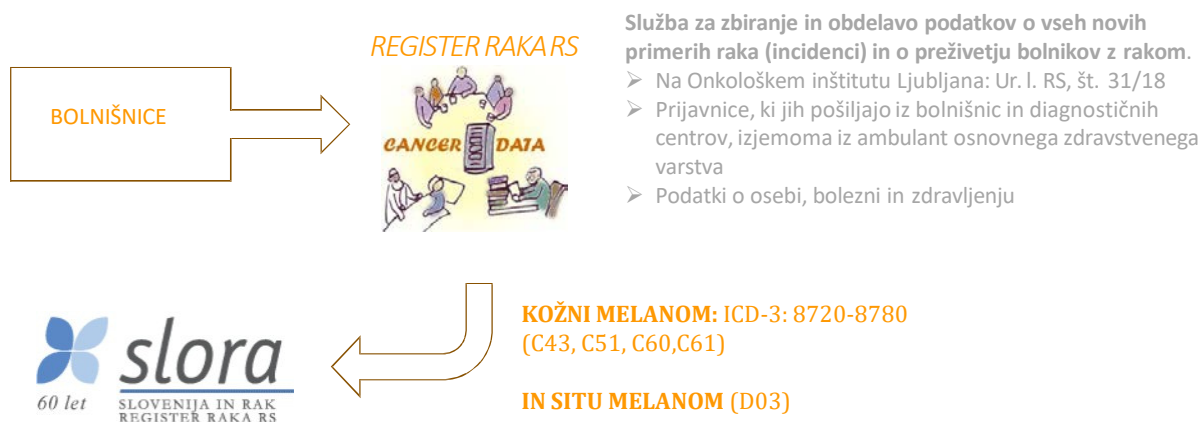 Služba za zbiranje in obdelavo podatkov o vseh novih
primerih raka (incidenci) in o preživetju bolnikov z rakom.
➢ Na Onkološkem inštitutu Ljubljana: Ur. l. RS, št. 31/18
➢ Prijavnice, ki jih pošiljajo iz bolnišnic in diagnostičnih
centrov, izjemoma iz ambulant osnovnega zdravstvenega
varstva
➢ Podatki o osebi, bolezni in zdravljenju
REGISTER RAKA RS
BOLNIŠNICE
CANCER DATA
KOŽNI MELANOM: ICD-3: 8720-8780
(C43, C51, C60,C61)
IN SITU MELANOM (D03)
slora
60 let
SLOVENIJA IN RAK
REGISTER RAKA RS